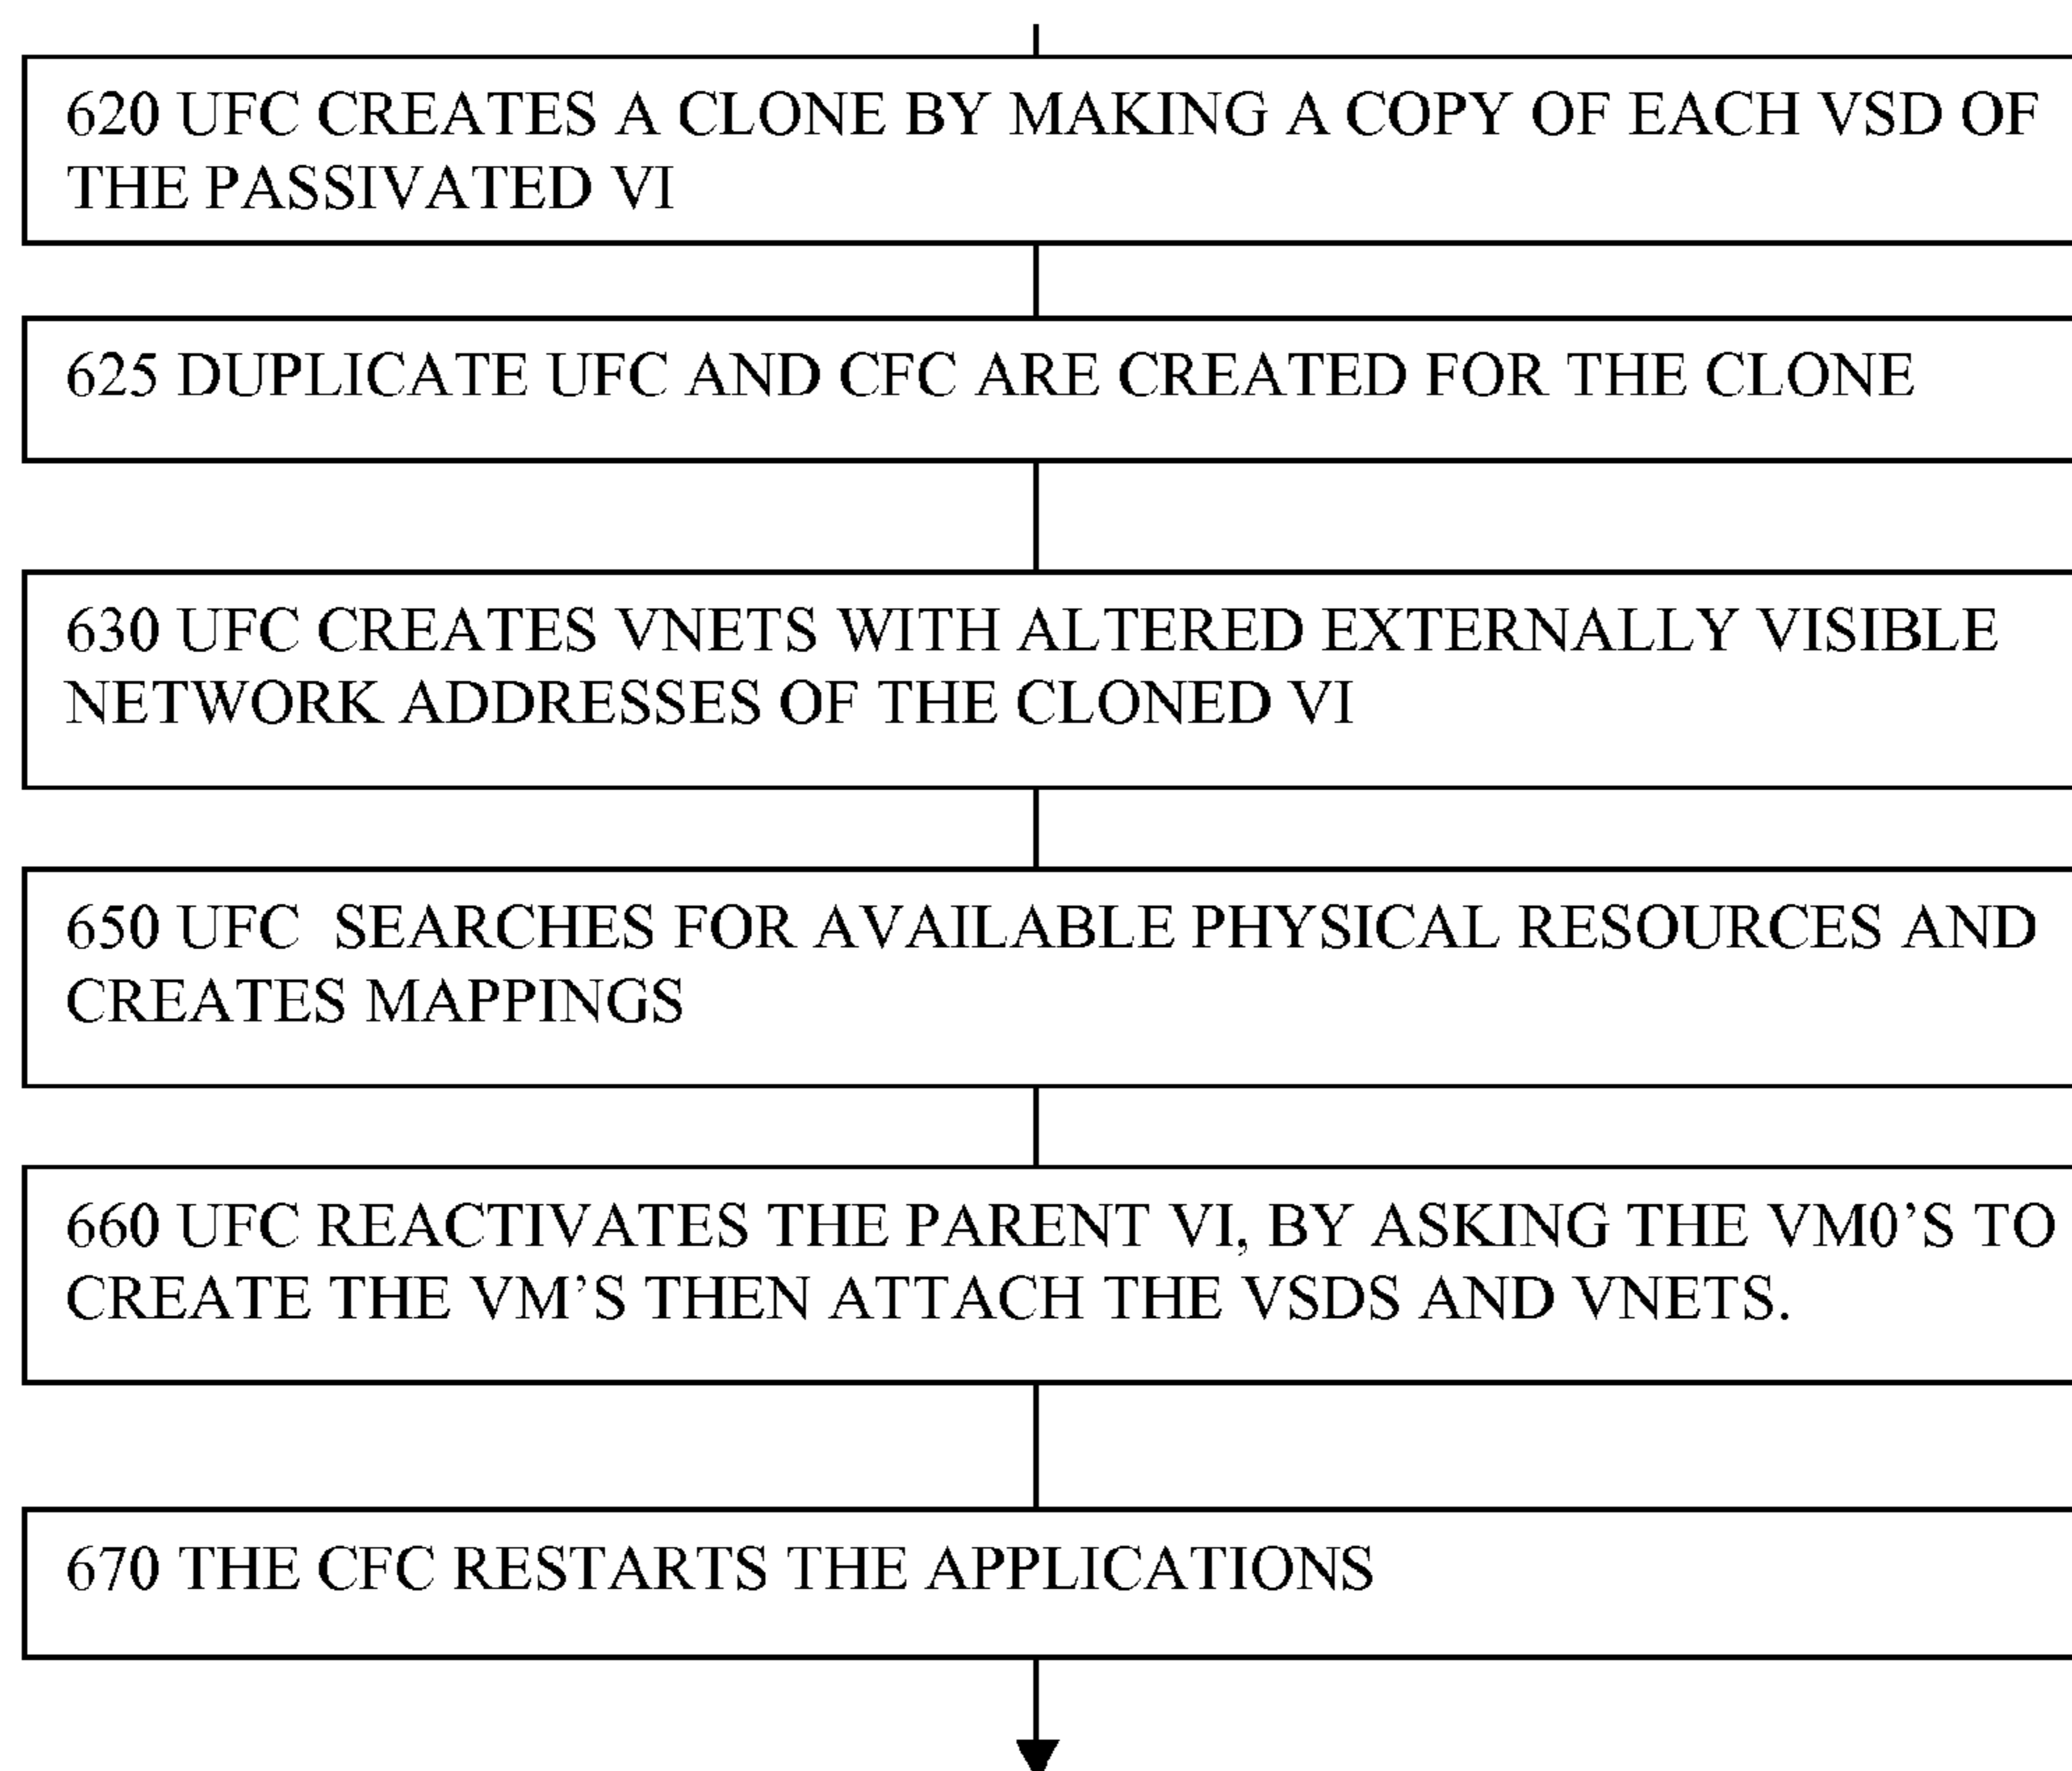 620 UFC CREATES A CLONE BY MAKING A COPY OF EACH VSD OF
THE PASSIVATED VI
625 DUPLICATE UFC AND CFC ARE CREATED FOR THE CLONE
630 UFC CREATES VNETS WITH ALTERED EXTERNALLY VISIBLE
NETWORK ADDRESSES OF THE CLONED VI
650 UFC  SEARCHES FOR AVAILABLE PHYSICAL RESOURCES AND
CREATES MAPPINGS
660 UFC REACTIVATES THE PARENT VI, BY ASKING THE VM0’S TO
CREATE THE VM’S THEN ATTACH THE VSDS AND VNETS.
670 THE CFC RESTARTS THE APPLICATIONS